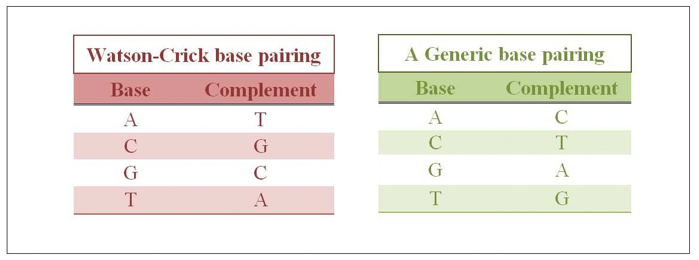 Watson-Crick base pairing
Base Complement
A T
C G
G C
T A
A Generic base pairing
Base Complement
A C
C T
G A
T G